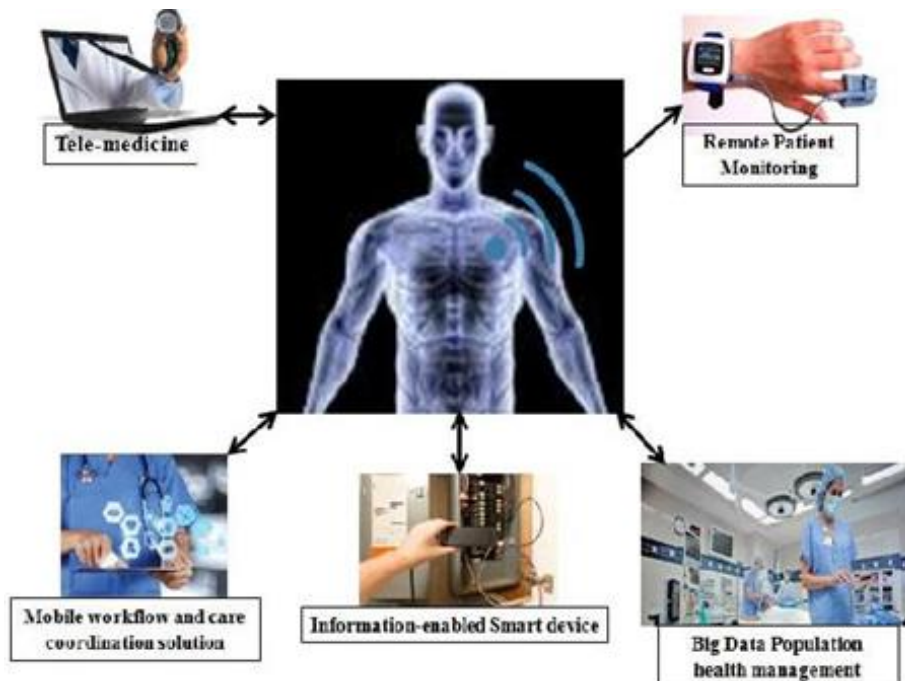 Tele-medicine
Remote Patient
Monitoring
Mobile workflow and care
coordination solution
Information-enabled Smart device
Big Data Population
health management